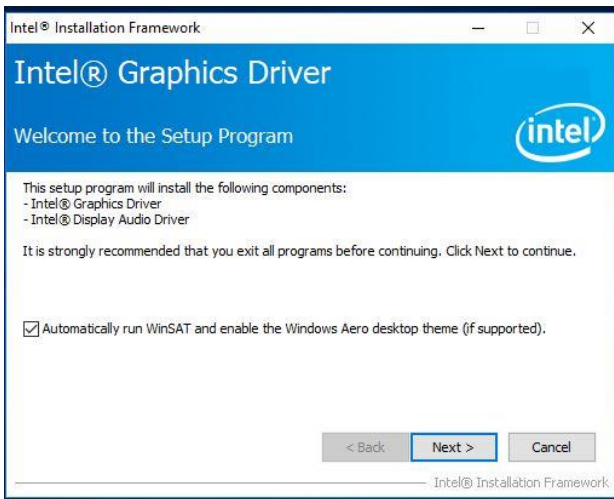 Intel® Installation Framework
Intel® Graphics Driver
Welcome to the Setup Program
intel
This setup program will install the following components:
- Intel® Graphics Driver
- Intel® Display Audio Driver
It is strongly recommended that you exit all programs before continuing. Click Next to continue.
Automatically run WinSAT and enable the Windows Aero desktop theme (if supported).
< Back Next > Cancel
Intel® Installation Framework